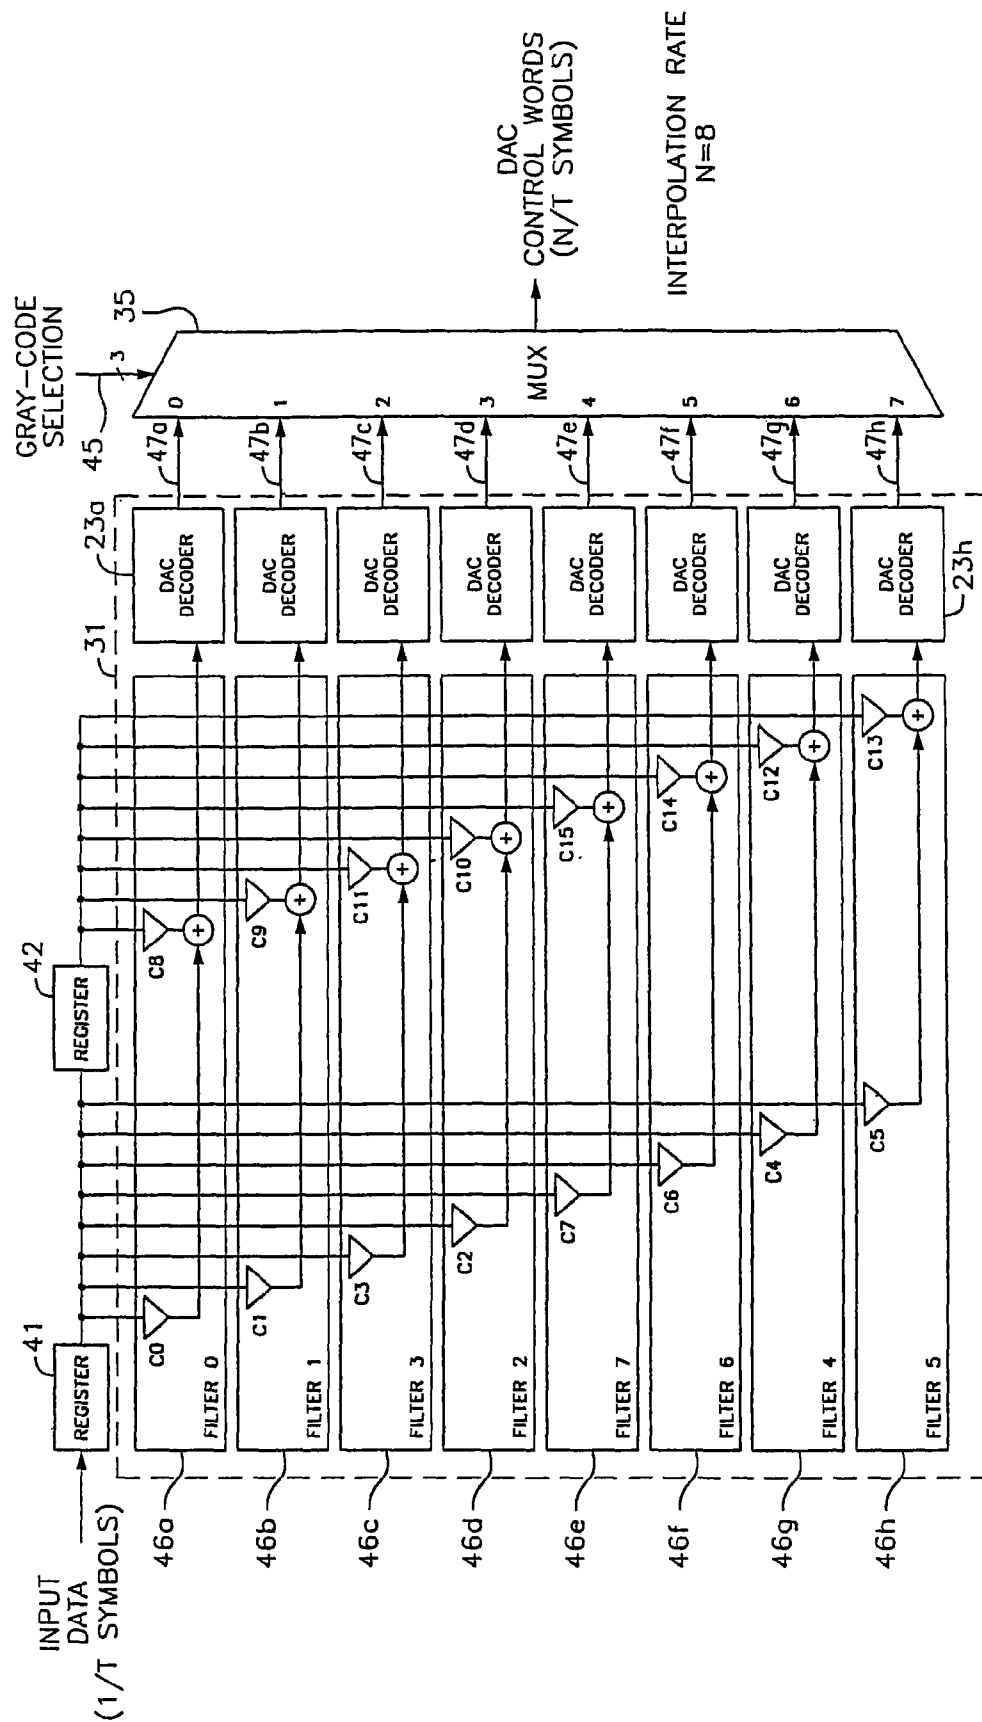 INPUT
DATA
(1/T SYMBOLS)
41
REGISTER
42
REGISTER
31
23a
GRAY-CODE
SELECTION
45
3
35
46a
FILTER 0
C0
C8
+
DAC
DECODER
47a
0
46b
FILTER 1
C1
C9
+
DAC
DECODER
47b
1
46c
FILTER 3
C3
C11
+
DAC
DECODER
47c
2
46d
FILTER 2
C2
C10
+
DAC
DECODER
47d
3
46e
FILTER 7
C7
C15
+
DAC
DECODER
47e
4
46f
FILTER 6
C6
C14
+
DAC
DECODER
47f
5
46g
FILTER 4
C4
C12
+
DAC
DECODER
47g
6
46h
FILTER 5
C5
C13
+
DAC
DECODER
47h
7
23h
MUX
DAC
CONTROL WORDS
(N/T SYMBOLS)
INTERPOLATION RATE
N=8